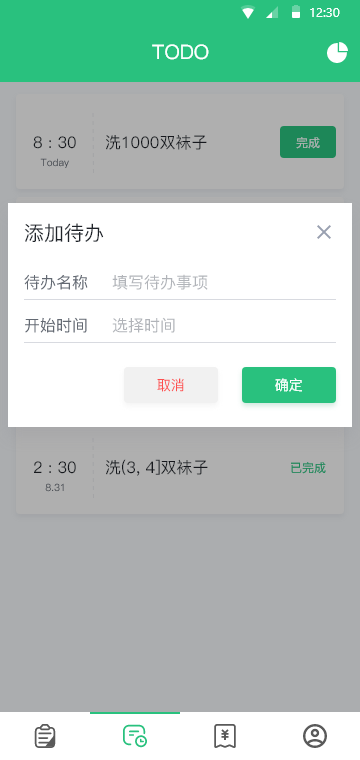 12:30
TODO
8 : 30
Today
洗1000双袜子
完成
添加待办
待办名称 填写待办事项
开始时间 选择时间
取消 确定
2 : 30
8.31
洗(3, 4]双袜子
已完成